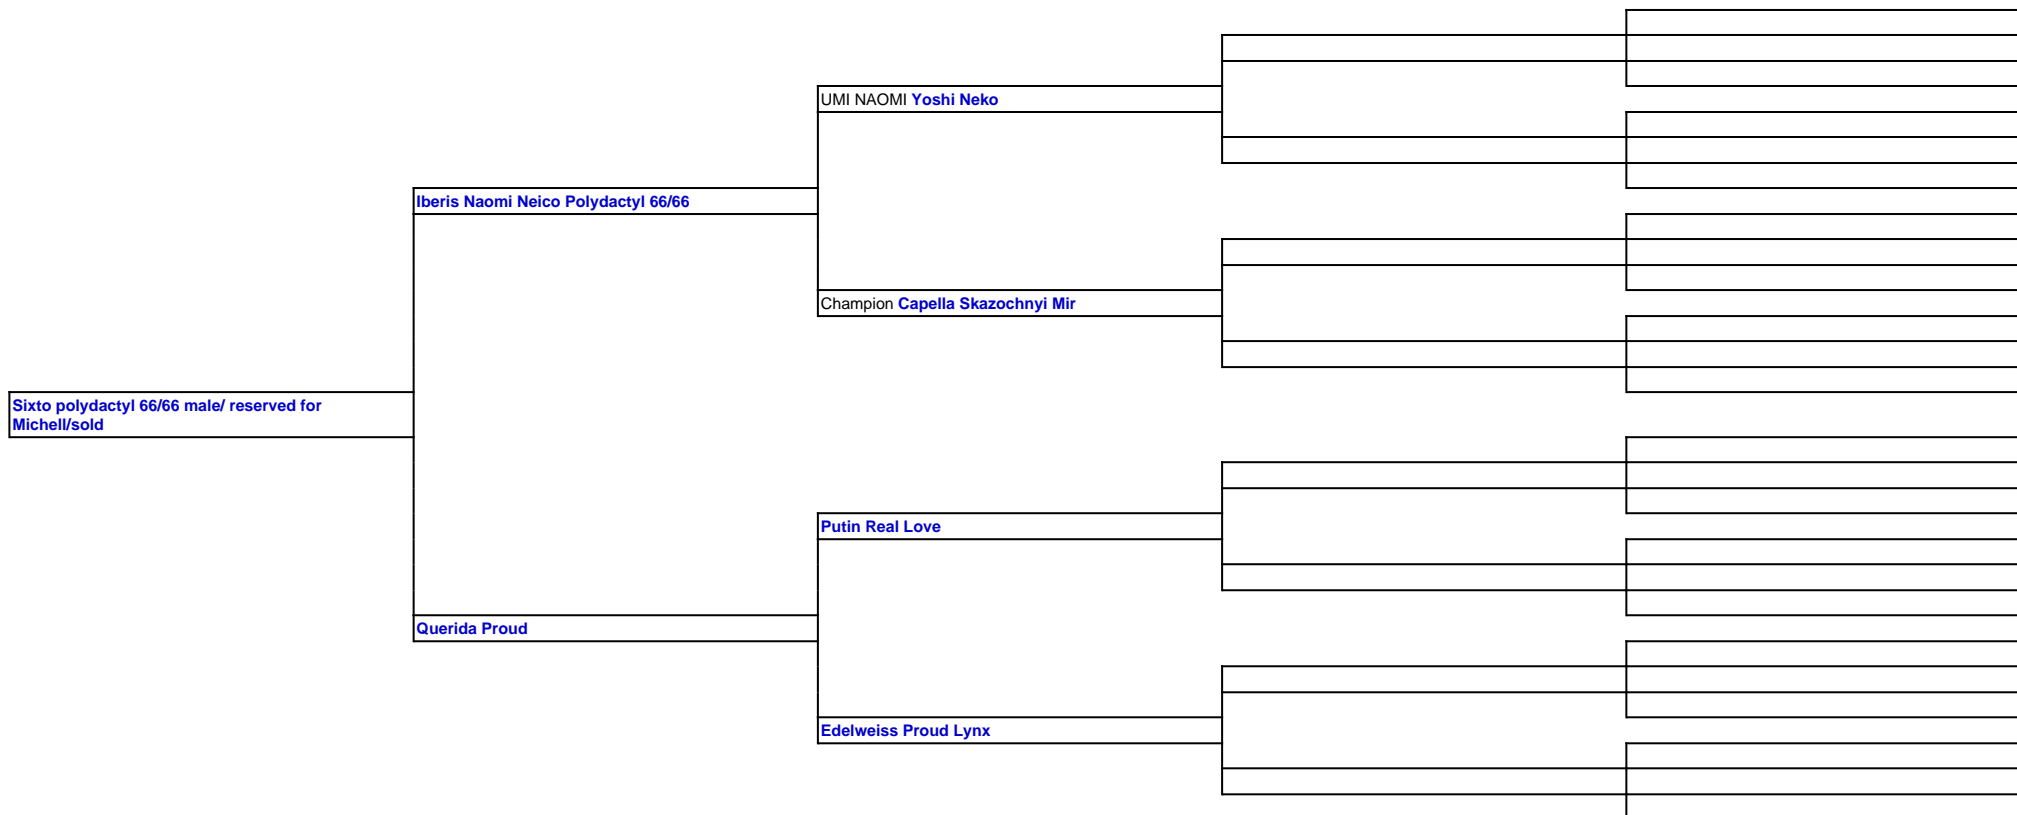 UMI NAOMI Yoshi Neko
Iberis Naomi Neico Polydactyl 66/66
Champion Capella Skazochnyi Mir
Sixto polydactyl 66/66 male/ reserved for
Michell/sold
Putin Real Love
Querida Proud
Edelweiss Proud Lynx